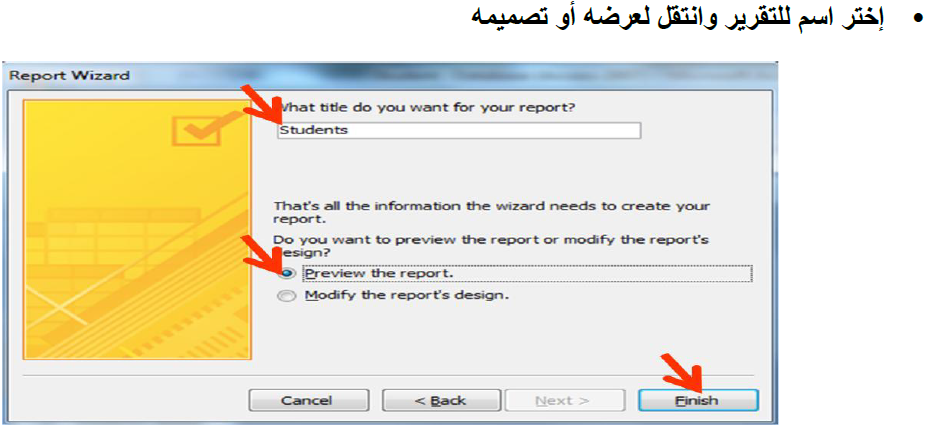 • إختر اسم للتقرير وانتقل لعرضه أو تصميمه
Report Wizard
What title do you want for your report?
Students
That's all the information the wizard needs to create your
report.
Do you want to preview the report or modify the report's
design?
Preview the report.
Modify the report's design.
Cancel
< Back
Next >
Finish